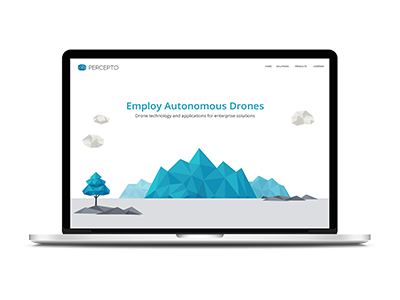 PERCEPTO
HOME SOLUTIONS PRODUCTS COMPANY
Employ Autonomous Drones
Drone technology and applications for enterprise solutions